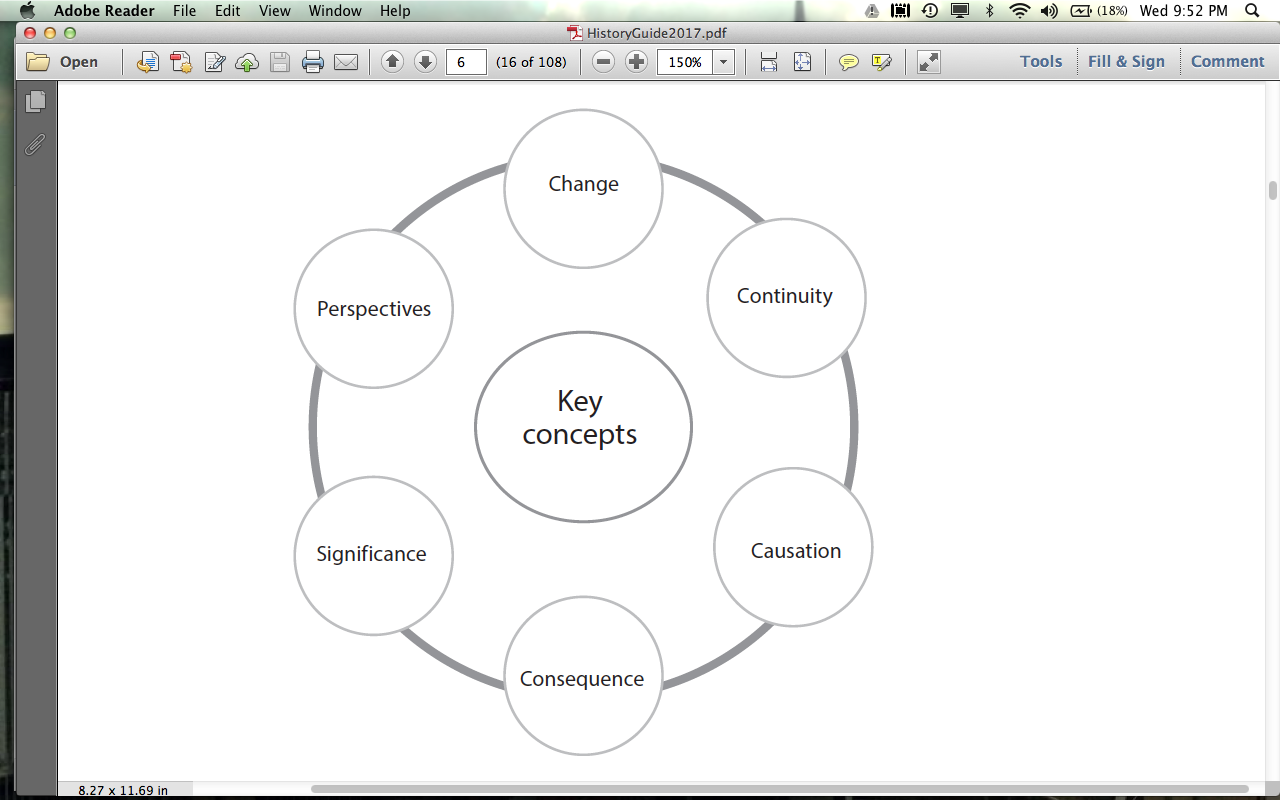 Adobe Reader File Edit View Window Help (18%) Wed 9:52 PM
HistoryGuide2017.pdf
Open 6 (16 of 108) 150% Tools Fill & Sign Comment
Change
Continuity
Perspectives
Key
concepts
Significance
Causation
Consequence
8.27 x 11.69 in